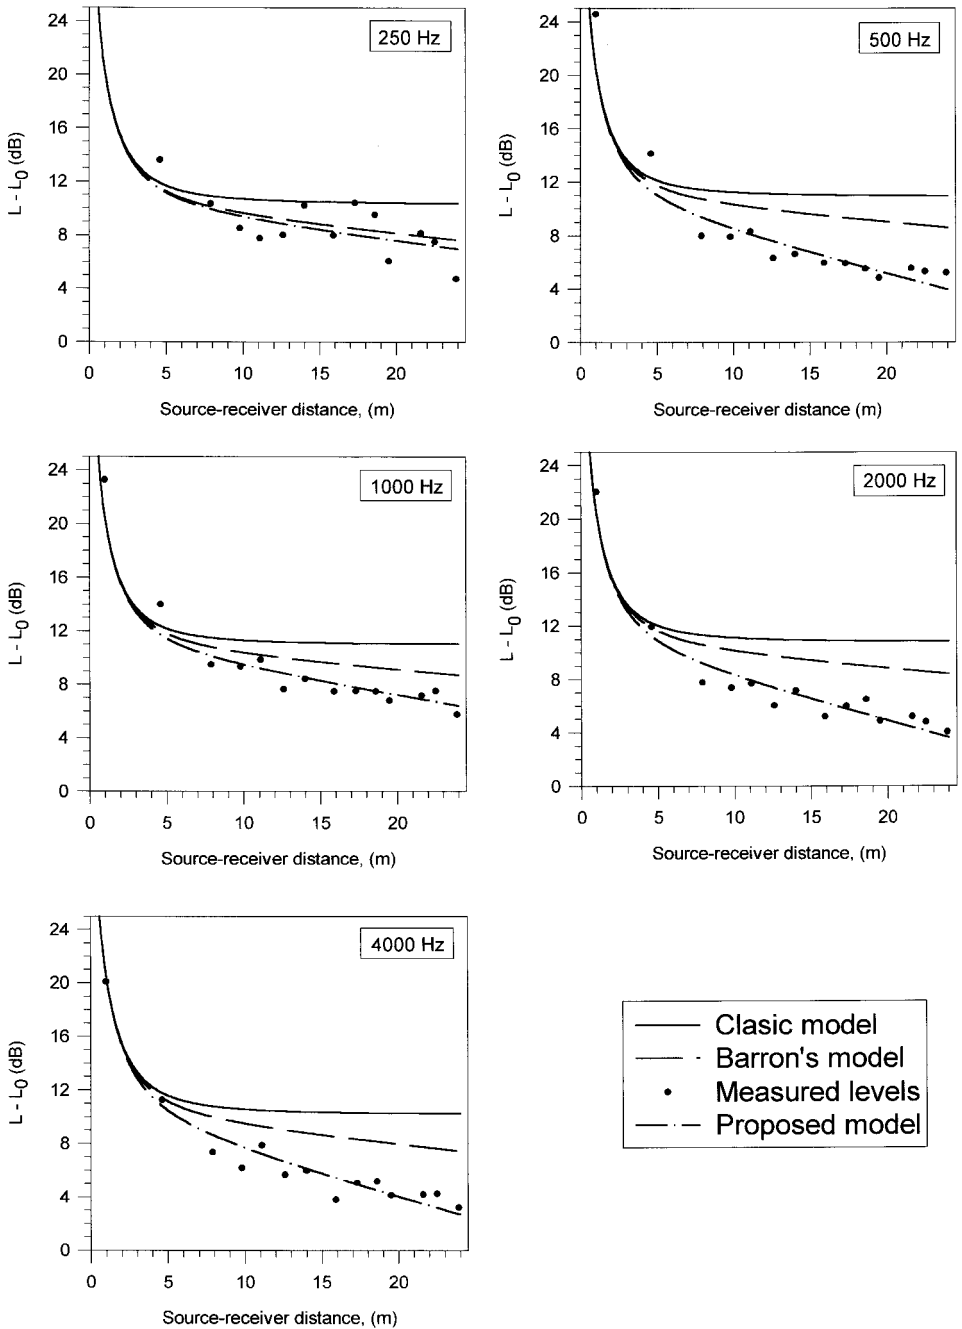 250 Hz
L - L0 (dB)
24
20
16
12
8
4
0
0 5 10 15 20
Source-receiver distance, (m)
500 Hz
L - L0 (dB)
24
20
16
12
8
4
0
0 5 10 15 20
Source-receiver distance (m)
1000 Hz
L - L0 (dB)
24
20
16
12
8
4
0
0 5 10 15 20
Source-receiver distance, (m)
2000 Hz
L - L0 (dB)
24
20
16
12
8
4
0
0 5 10 15 20
Source-receiver distance, (m)
4000 Hz
L - L0 (dB)
24
20
16
12
8
4
0
0 5 10 15 20
Source-receiver distance, (m)
Clasic model
Barron's model
Measured levels
Proposed model